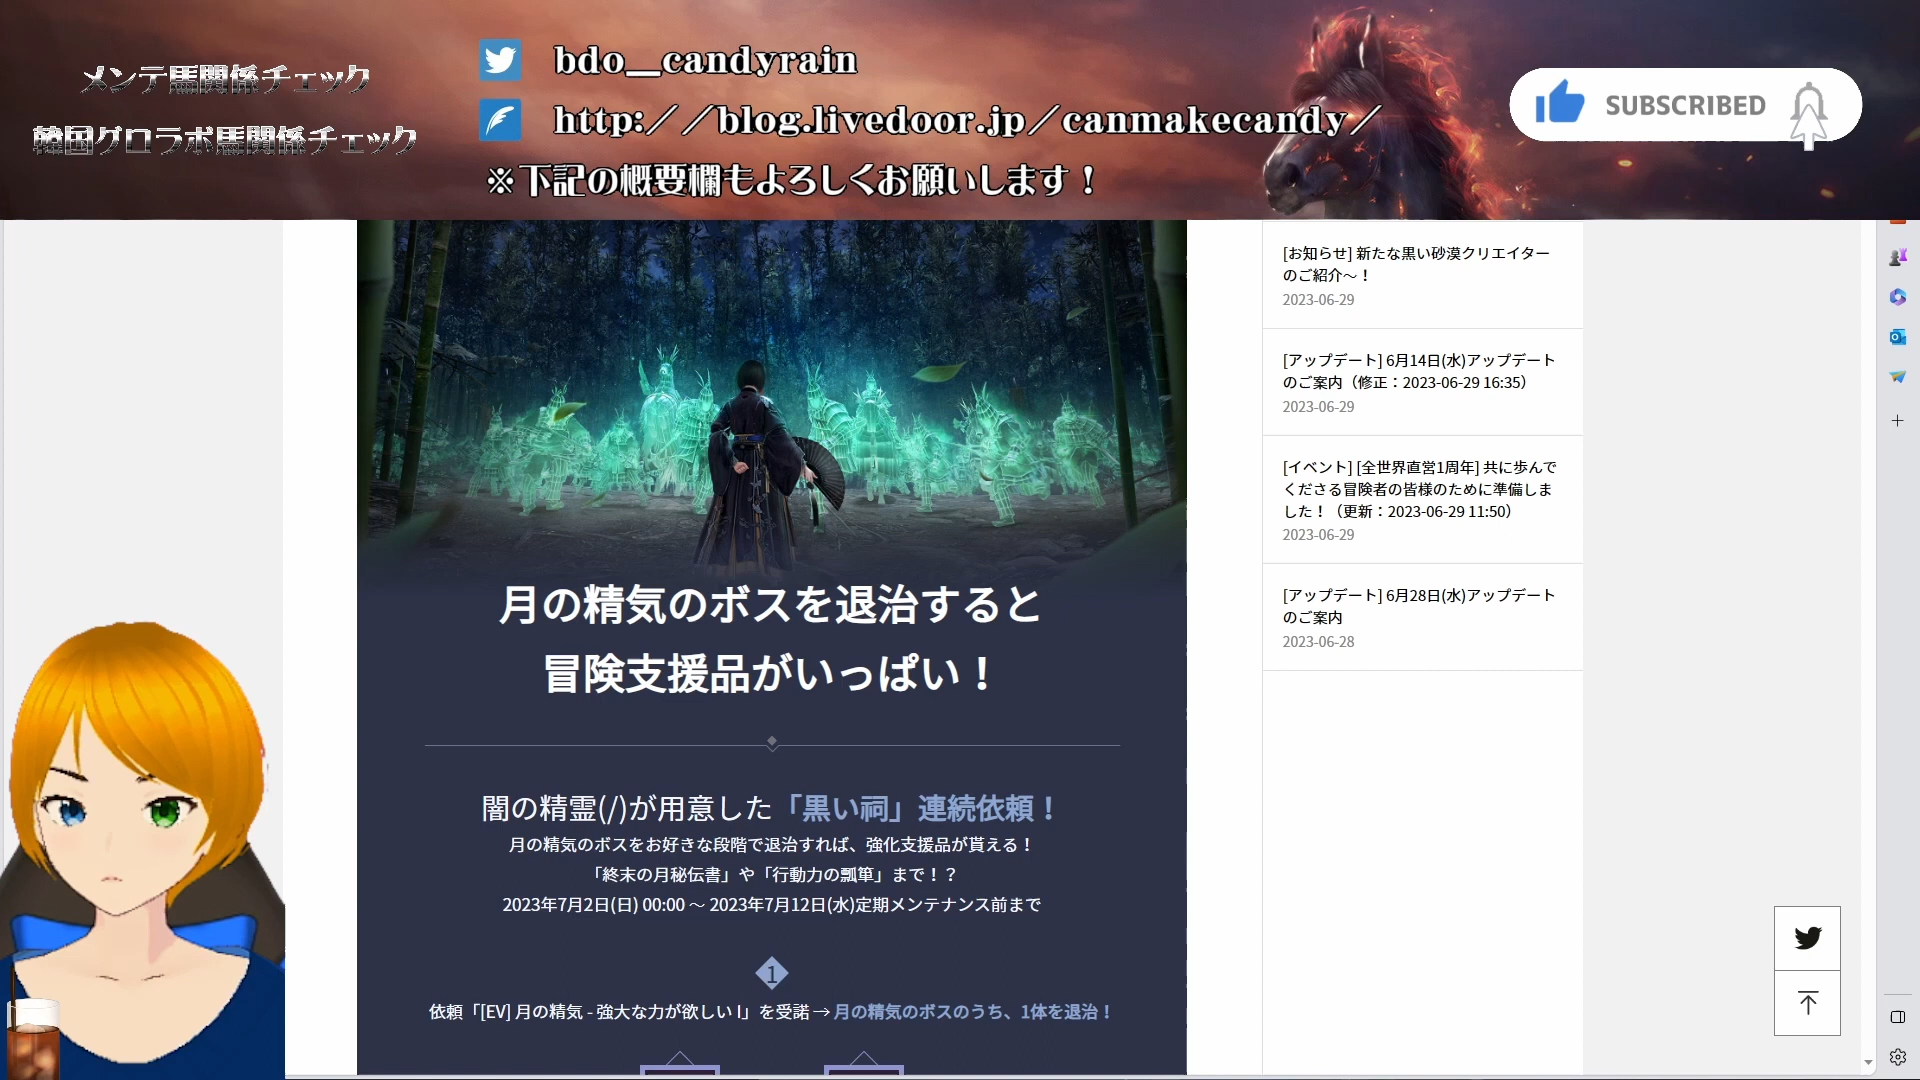 メンテ馬関係チェック
韓国グロラボ馬関係チェック
bdo__candyrain
http://blog.livedoor.jp/canmakecandy/
※下記の概要欄もよろしくお願いします！
SUBSCRIBED
月の精気のボスを退治すると
冒険支援品がいっぱい！
闇の精霊(/)が用意した「黒い祠」連続依頼！
月の精気のボスをお好きな段階で退治すれば、強化支援品が貰える！
「終末の月秘伝書」や「行動力の瓢箪」まで！？
2023年7月2日(日) 00:00 ～ 2023年7月12日(水)定期メンテナンス前まで
1
依頼「[EV] 月の精気 - 強大な力が欲しい I」を受諾 → 月の精気のボスのうち、1体を退治！
[お知らせ] 新たな黒い砂漠クリエイター
のご紹介～！
2023-06-29
[アップデート] 6月14日(水)アップデート
のご案内（修正：2023-06-29 16:35）
2023-06-29
[イベント] [全世界直営1周年] 共に歩んで
くださる冒険者の皆様のために準備しま
した！（更新：2023-06-29 11:50）
2023-06-29
[アップデート] 6月28日(水)アップデート
のご案内
2023-06-28